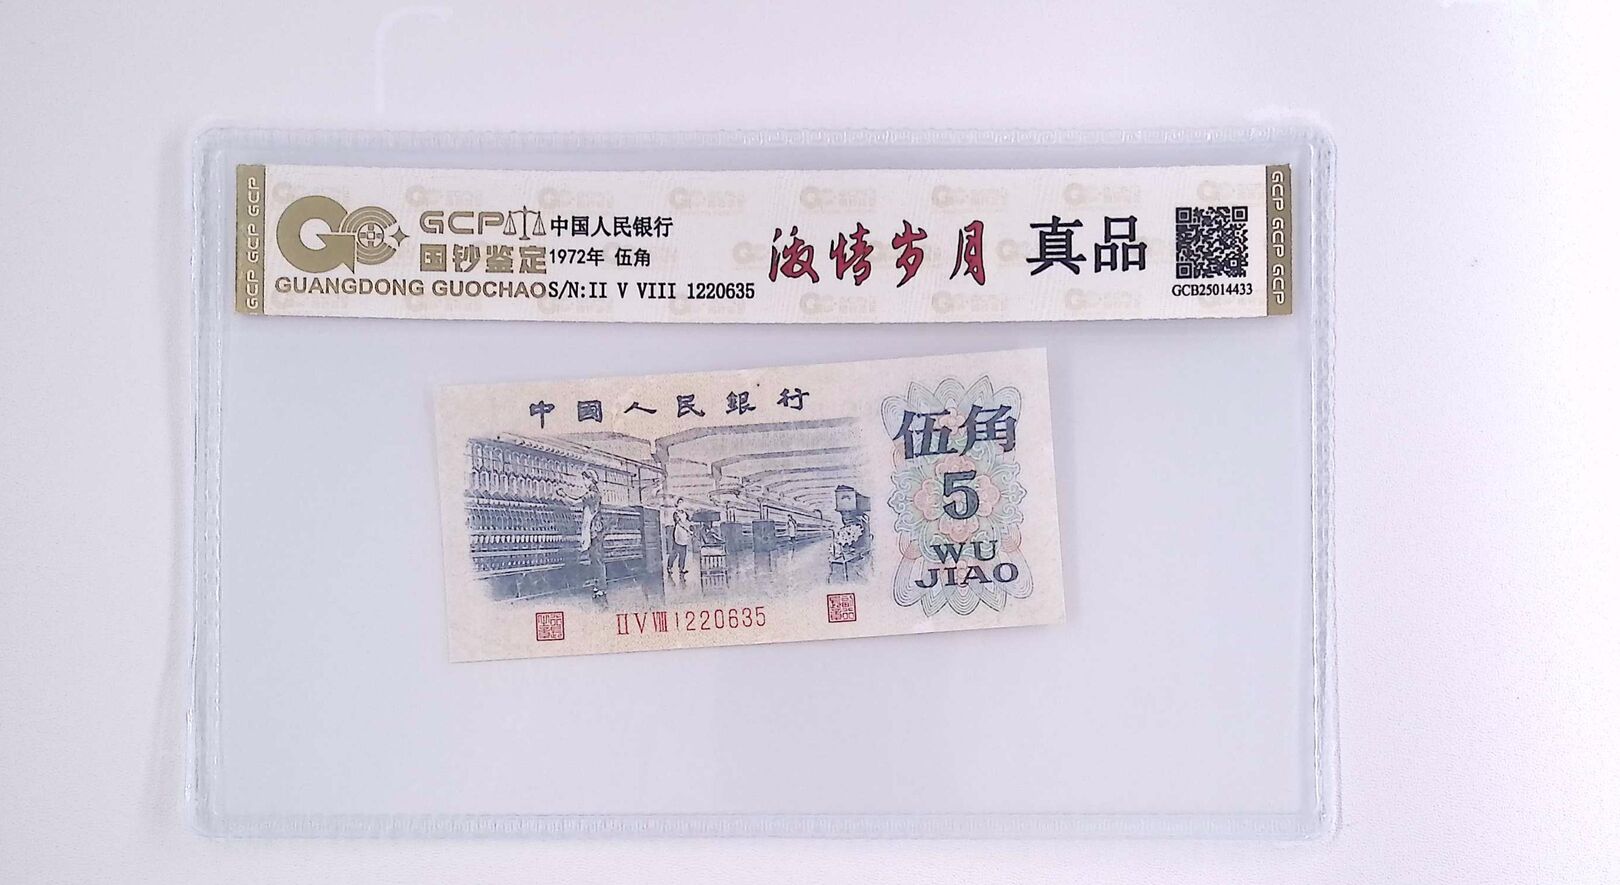 GCP GCP GCP
GCP
国钞鉴定
GUANGDONG GUOCHAO
中国人民银行
1972年 伍角
S/N:II V VIII 1220635
激情岁月
真品
GCB25014433
GCP GCP GCP
中國人民銀行
伍角
5
WU
JIAO
II V VIII 1220635